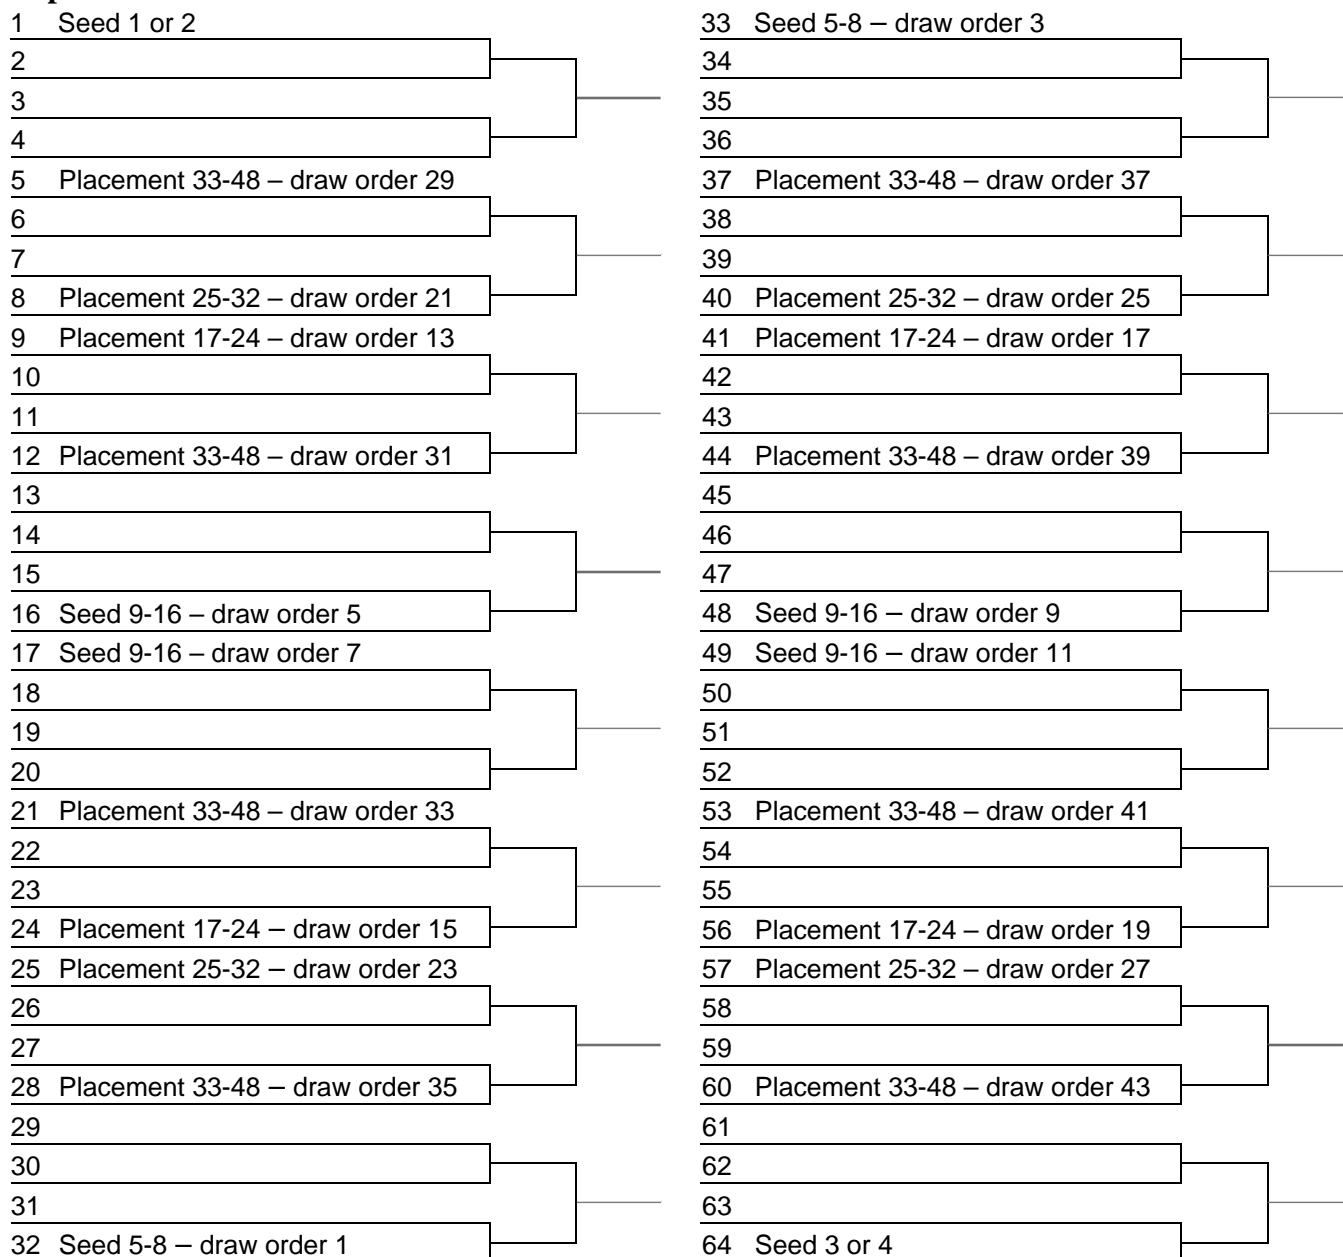 1 Seed 1 or 2
2
3
4
5 Placement 33-48 – draw order 29
6
7
8 Placement 25-32 – draw order 21
9 Placement 17-24 – draw order 13
10
11
12 Placement 33-48 – draw order 31
13
14
15
16 Seed 9-16 – draw order 5
17 Seed 9-16 – draw order 7
18
19
20
21 Placement 33-48 – draw order 33
22
23
24 Placement 17-24 – draw order 15
25 Placement 25-32 – draw order 23
26
27
28 Placement 33-48 – draw order 35
29
30
31
32 Seed 5-8 – draw order 1
33 Seed 5-8 – draw order 3
34
35
36
37 Placement 33-48 – draw order 37
38
39
40 Placement 25-32 – draw order 25
41 Placement 17-24 – draw order 17
42
43
44 Placement 33-48 – draw order 39
45
46
47
48 Seed 9-16 – draw order 9
49 Seed 9-16 – draw order 11
50
51
52
53 Placement 33-48 – draw order 41
54
55
56 Placement 17-24 – draw order 19
57 Placement 25-32 – draw order 27
58
59
60 Placement 33-48 – draw order 43
61
62
63
64 Seed 3 or 4